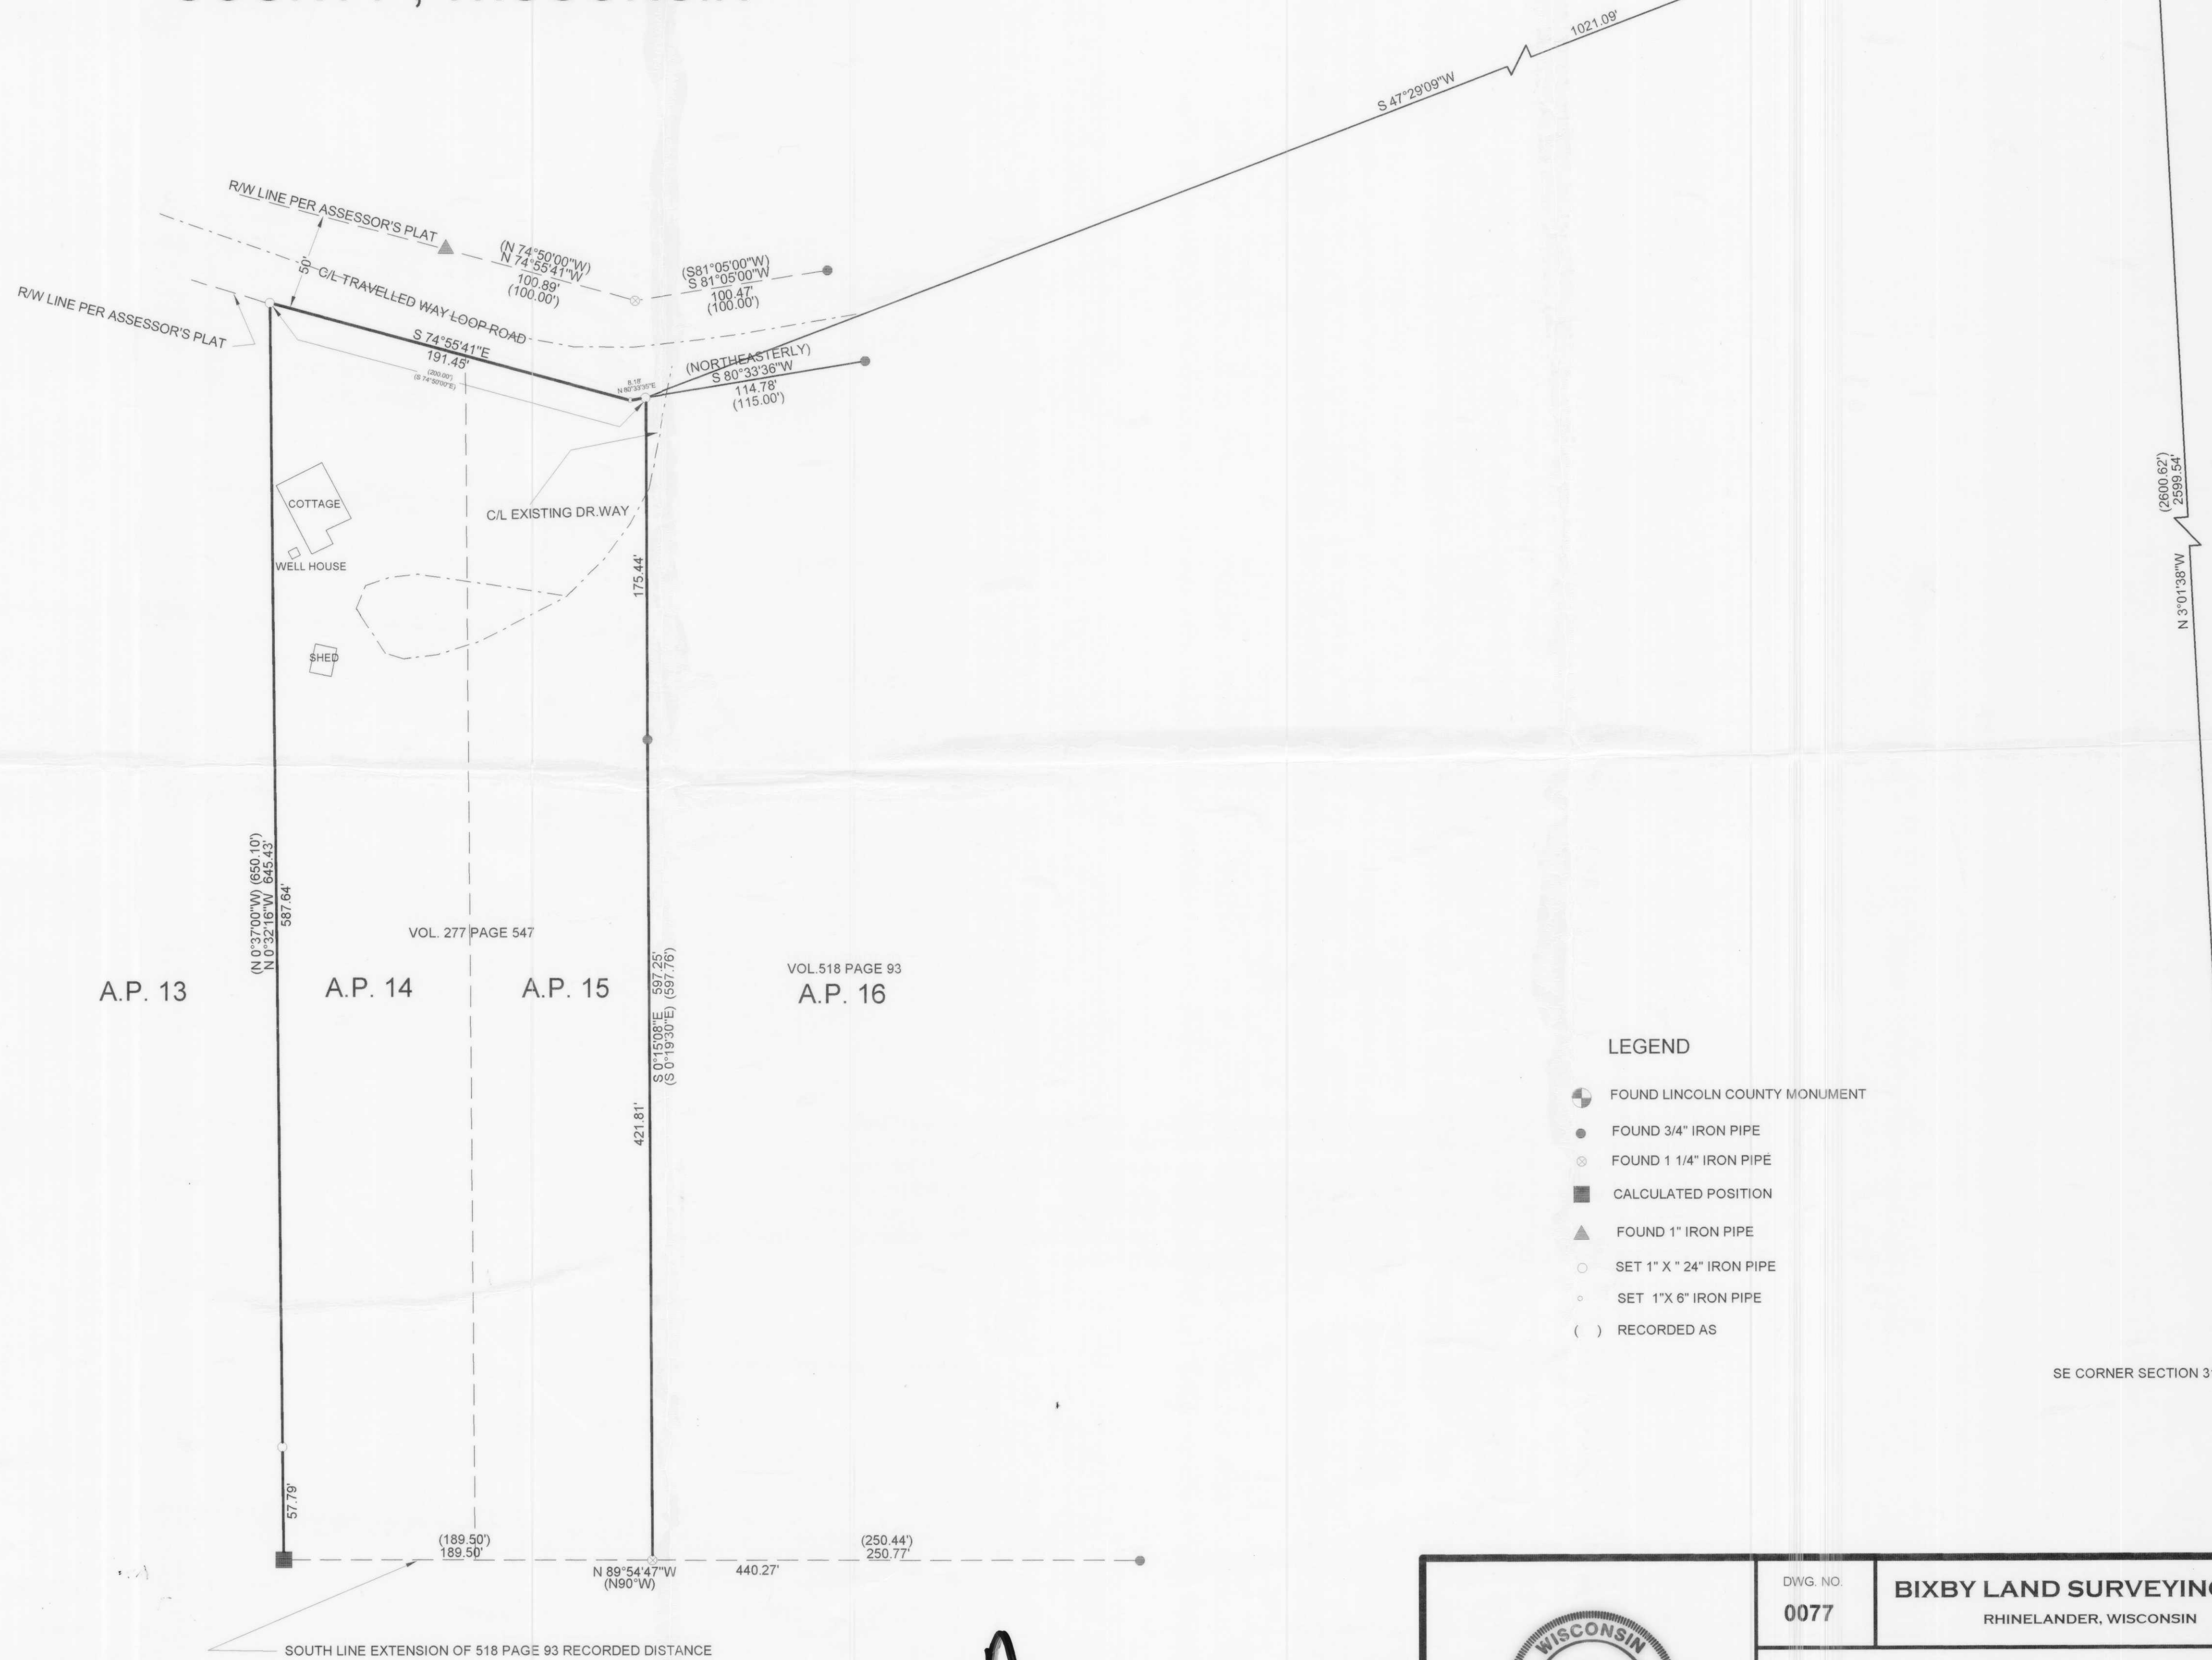 1021.09'
S 47°29'09"W
R/W LINE PER ASSESSOR'S PLAT
50'
C/L TRAVELLED WAY LOOP ROAD
(N 74°50'00"W)
N 74°55'41"W
100.89'
(100.00')
(S81°05'00"W)
S 81°05'00"W
100.47'
(100.00')
R/W LINE PER ASSESSOR'S PLAT
S 74°55'41"E
191.45'
(200.00')
(S 74°50'00"E)
(NORTHEASTERLY)
S 80°33'36"W
114.78'
(115.00')
COTTAGE
WELL HOUSE
C/L EXISTING DR.WAY
175.44'
SHED
(2600.62')
2599.54'
N 3°01'38"W
(N 0°37'00"W) (650.10')
N 0°32'16"W 645.43'
587.64'
VOL. 277 PAGE 547
A.P. 13
A.P. 14
A.P. 15
S 0°15'08"E 597.25'
(S 0°19'30"E) (597.76')
VOL.518 PAGE 93
A.P. 16
421.81'
LEGEND
FOUND LINCOLN COUNTY MONUMENT
FOUND 3/4" IRON PIPE
FOUND 1 1/4" IRON PIPE
CALCULATED POSITION
FOUND 1" IRON PIPE
SET 1" X " 24" IRON PIPE
SET 1"X 6" IRON PIPE
( ) RECORDED AS
SE CORNER SECTION
57.79'
(189.50')
189.50'
(250.44')
250.77'
N 89°54'47"W
(N90°W)
440.27'
SOUTH LINE EXTENSION OF 518 PAGE 93 RECORDED DISTANCE
DWG. NO.
0077
BIXBY LAND SURVEYING
RHINELANDER, WISCONSIN
WISCONSIN